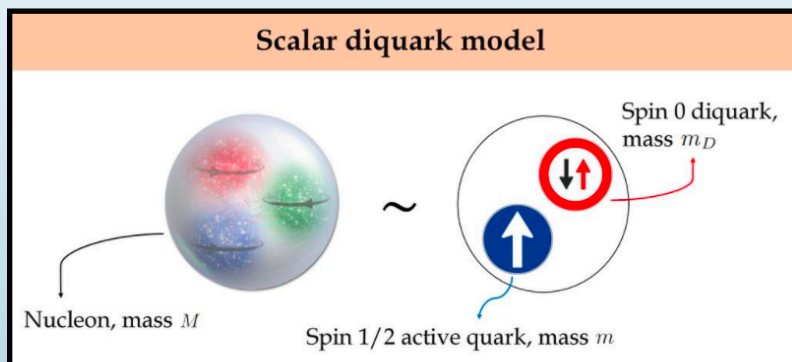 Scalar diquark model
Spin 0 diquark,
mass m_D
Nucleon, mass M
Spin 1/2 active quark, mass m
~